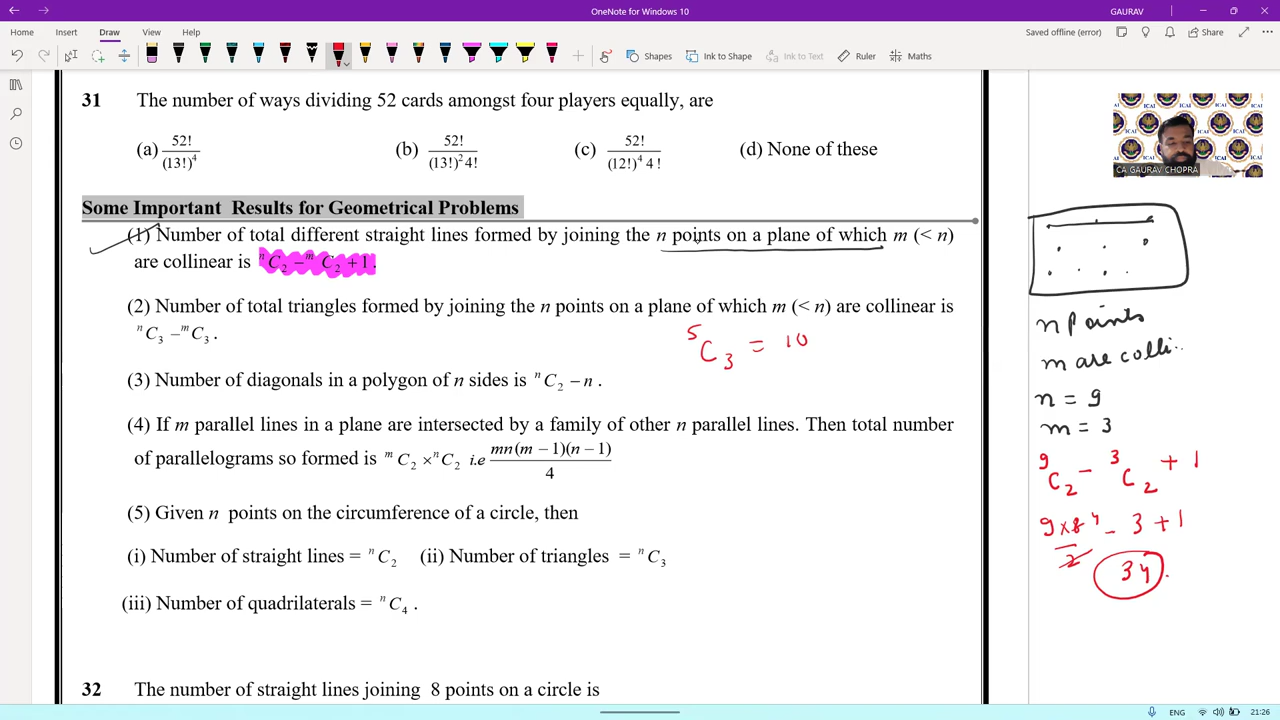 OneNote for Windows 10
GAURAV
Home Insert Draw View Help
Saved offline (error)
Share
Shapes
Ink to Shape
Ink to Text
Ruler
Maths
31 The number of ways dividing 52 cards amongst four players equally, are
(a) 52!/(13!)^4 (b) 52!/(13!)^2 4! (c) 52!/(12!)^4 4! (d) None of these
Some Important Results for Geometrical Problems
(1) Number of total different straight lines formed by joining the n points on a plane of which m (< n)
are collinear is ⁿC₂ – ᵐC₂ + 1.
(2) Number of total triangles formed by joining the n points on a plane of which m (< n) are collinear is
ⁿC₃ – ᵐC₃.
⁵C₃ = 10
(3) Number of diagonals in a polygon of n sides is ⁿC₂ – n.
(4) If m parallel lines in a plane are intersected by a family of other n parallel lines. Then total number
of parallelograms so formed is ᵐC₂ × ⁿC₂ i.e mn(m – 1)(n – 1)/4
(5) Given n points on the circumference of a circle, then
(i) Number of straight lines = ⁿC₂ (ii) Number of triangles = ⁿC₃
(iii) Number of quadrilaterals = ⁿC₄.
32 The number of straight lines joining 8 points on a circle is
CA GAURAV CHOPRA
n Points
m are colli..
n = 9
m = 3
⁹C₂ – ³C₂ + 1
9×8/2 4 – 3 + 1
34.
ENG
21:26